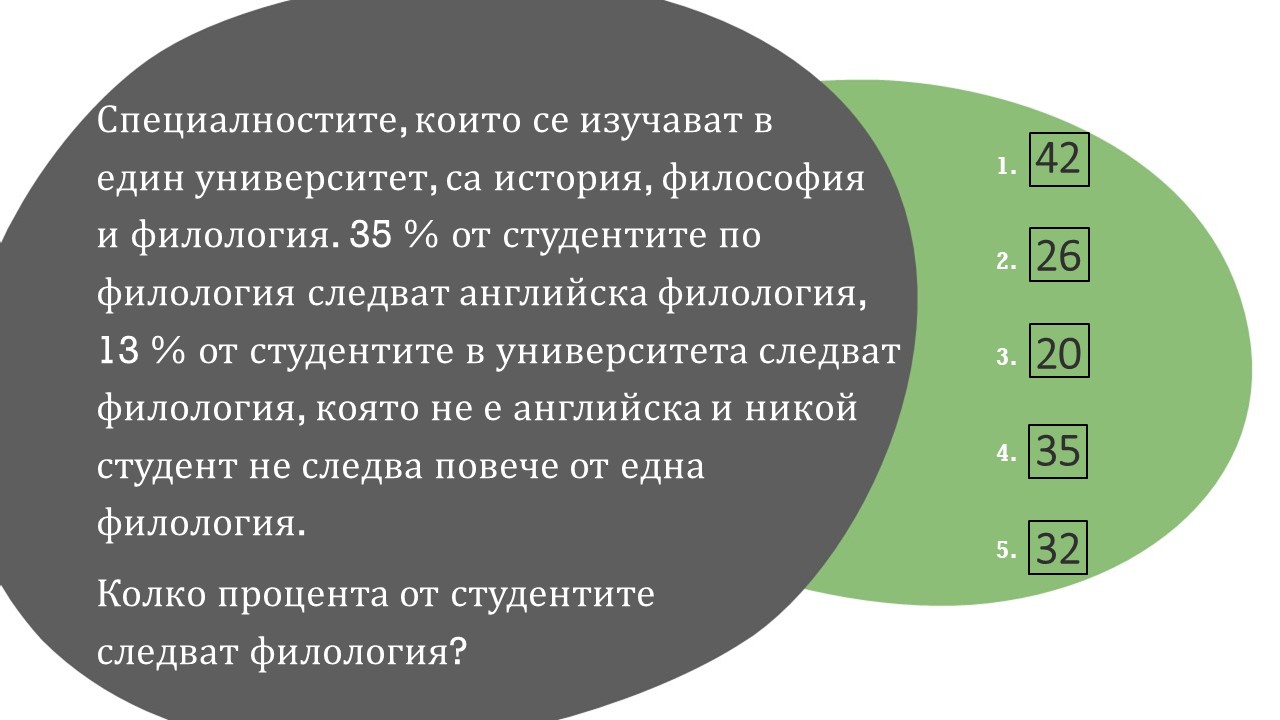 Специалностите, които се изучават в
един университет, са история, философия
и филология. 35 % от студентите по
филология следват английска филология,
13 % от студентите в университета следват
филология, която не е английска и никой
студент не следва повече от една
филология.
Колко процента от студентите
следват филология?
1. 42
2. 26
3. 20
4. 35
5. 32